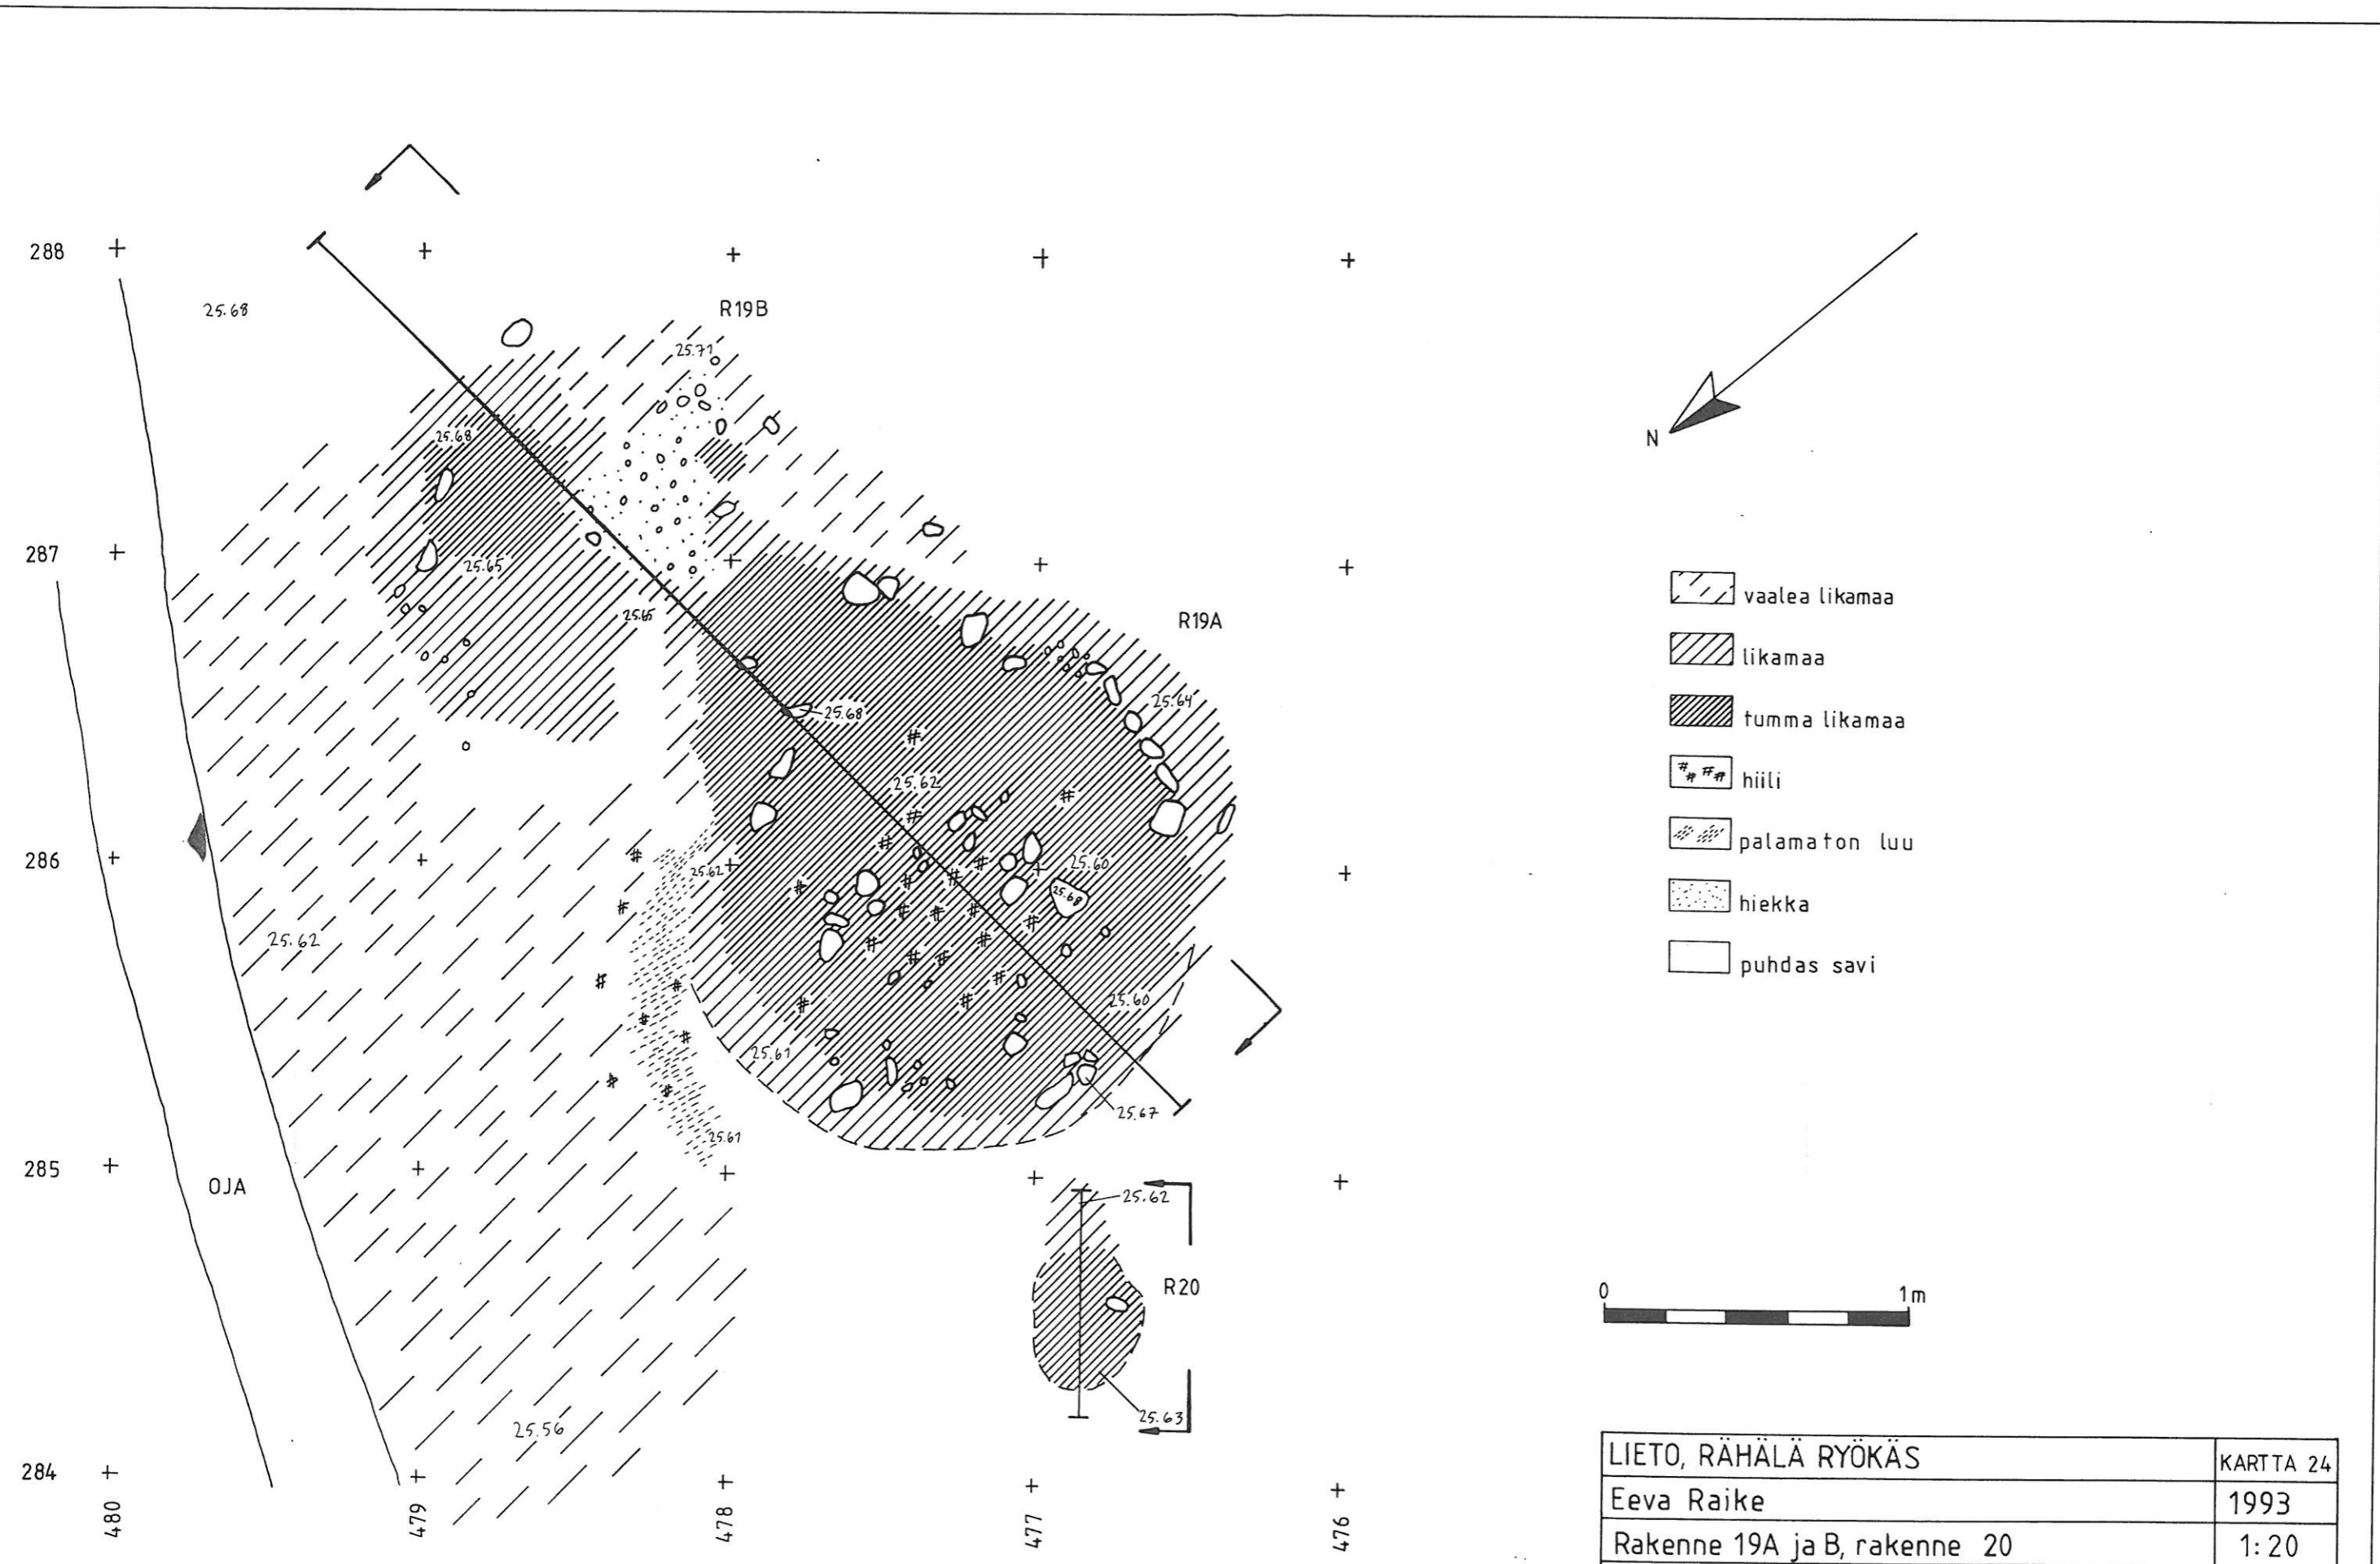 288
25.68
R19B
25.71
N
25.68
287
25.65
25.65
vaalea likamaa
R19A
likamaa
25.64
25.68
tumma likamaa
25.62
hiili
palamaton luu
286
25.62
25.60
25.68
hiekka
25.62
puhdas savi
25.60
25.61
25.67
25.61
285
OJA
25.62
R20
0 1m
25.63
25.56
284
480
479
478
477
476
LIETO, RÄHÄLÄ RYÖKÄS
KARTTA 24
Eeva Raike
1993
Rakenne 19A ja B, rakenne 20
1:20